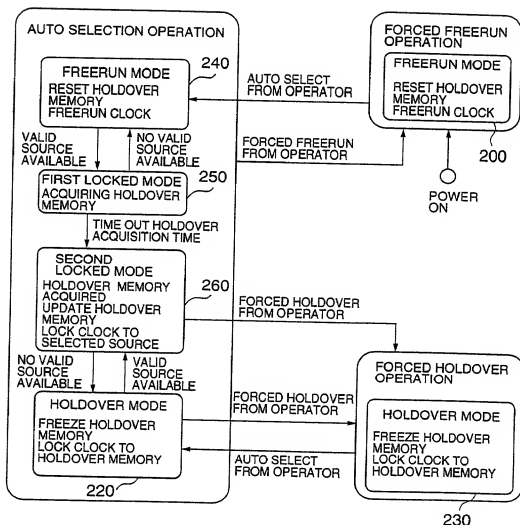 AUTO SELECTION OPERATION
FREERUN MODE
RESET HOLDOVER
MEMORY
FREERUN CLOCK
240
VALID
SOURCE
AVAILABLE
NO VALID
SOURCE
AVAILABLE
FIRST LOCKED MODE
ACQUIRING HOLDOVER
MEMORY
250
TIME OUT HOLDOVER
ACQUISITION TIME
SECOND
LOCKED MODE
HOLDOVER MEMORY
ACQUIRED
UPDATE HOLDOVER
MEMORY
LOCK CLOCK TO
SELECTED SOURCE
260
NO VALID
SOURCE
AVAILABLE
VALID
SOURCE
AVAILABLE
HOLDOVER MODE
FREEZE HOLDOVER
MEMORY
LOCK CLOCK TO
HOLDOVER MEMORY
220
AUTO SELECT
FROM OPERATOR
FORCED FREERUN
FROM OPERATOR
FORCED HOLDOVER
FROM OPERATOR
FORCED HOLDOVER
FROM OPERATOR
AUTO SELECT
FROM OPERATOR
FORCED FREERUN
OPERATION
FREERUN MODE
RESET HOLDOVER
MEMORY
FREERUN CLOCK
200
POWER
ON
FORCED HOLDOVER
OPERATION
HOLDOVER MODE
FREEZE HOLDOVER
MEMORY
LOCK CLOCK TO
HOLDOVER MEMORY
230